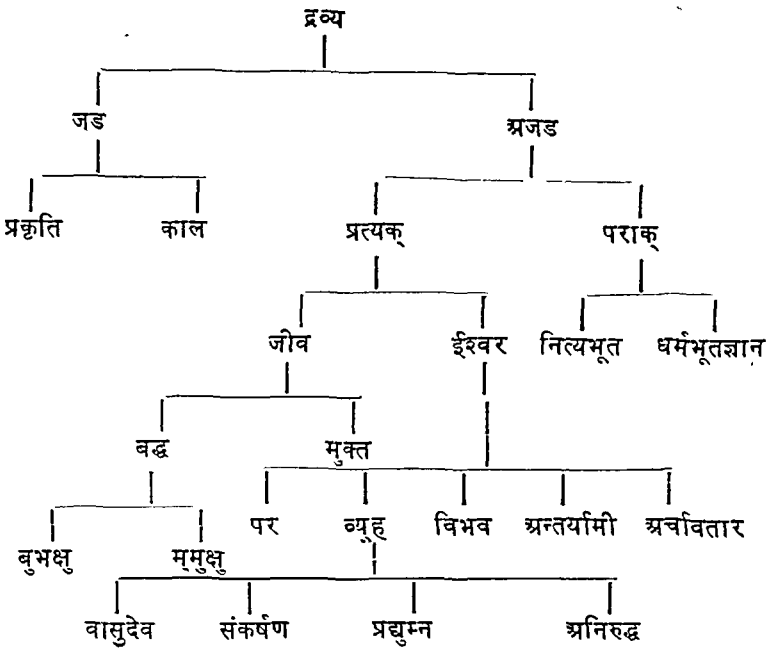 द्रव्य
जड अजड
प्रकृति काल प्रत्यक् पराक्
जीव ईश्वर नित्यभूत धर्मभूतज्ञान
बद्ध मुक्त
पर व्यूह विभव अन्तर्यामी अर्चावतार
बुभक्षु मुमुक्षु
वासुदेव संकर्षण प्रद्युम्न अनिरुद्ध